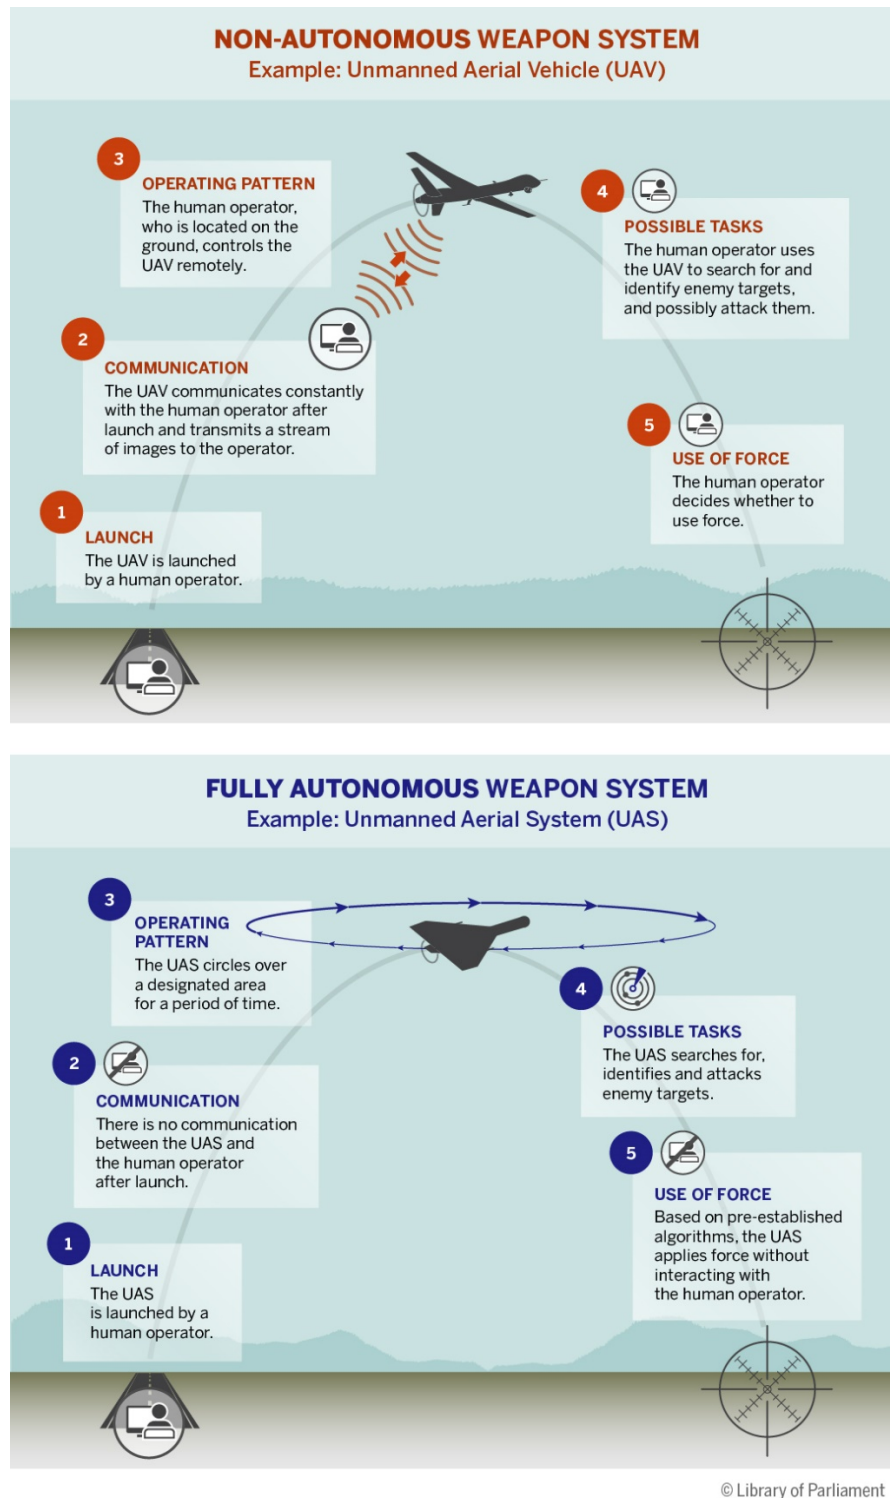 NON-AUTONOMOUS WEAPON SYSTEM
Example: Unmanned Aerial Vehicle (UAV)
3
OPERATING PATTERN
The human operator,
who is located on the
ground, controls the
UAV remotely.
4
POSSIBLE TASKS
The human operator uses
the UAV to search for and
identify enemy targets,
and possibly attack them.
2
COMMUNICATION
The UAV communicates constantly
with the human operator after
launch and transmits a stream
of images to the operator.
5
USE OF FORCE
The human operator
decides whether to
use force.
1
LAUNCH
The UAV is launched
by a human operator.
FULLY AUTONOMOUS WEAPON SYSTEM
Example: Unmanned Aerial System (UAS)
3
OPERATING
PATTERN
The UAS circles over
a designated area
for a period of time.
4
POSSIBLE TASKS
The UAS searches for,
identifies and attacks
enemy targets.
2
COMMUNICATION
There is no communication
between the UAS and
the human operator
after launch.
5
USE OF FORCE
Based on pre-established
algorithms, the UAS
applies force without
interacting with
the human operator.
1
LAUNCH
The UAS
is launched by a
human operator.
© Library of Parliament